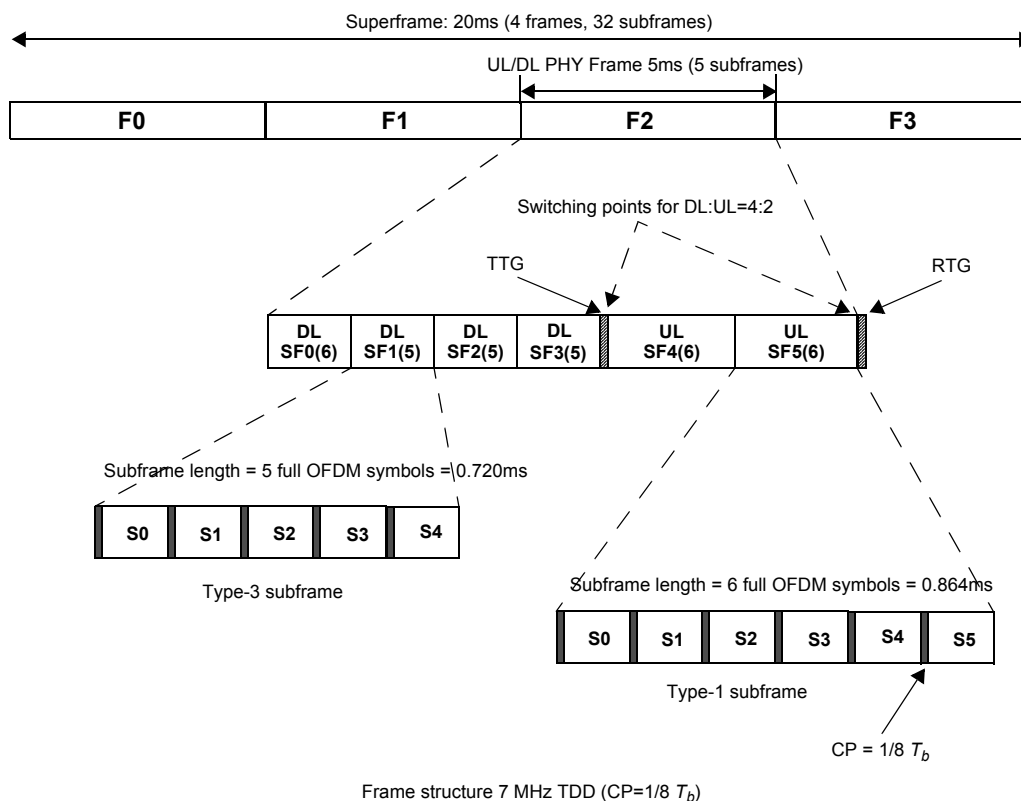 Superframe: 20ms (4 frames, 32 subframes)
UL/DL PHY Frame 5ms (5 subframes)
F0 F1 F2 F3
Switching points for DL:UL=4:2
TTG
RTG
DL SF0(6)
DL SF1(5)
DL SF2(5)
DL SF3(5)
UL SF4(6)
UL SF5(6)
Subframe length = 5 full OFDM symbols = 0.720ms
S0 S1 S2 S3 S4
Type-3 subframe
Subframe length = 6 full OFDM symbols = 0.864ms
S0 S1 S2 S3 S4 S5
Type-1 subframe
CP = 1/8 T_b
Frame structure 7 MHz TDD (CP=1/8 T_b)